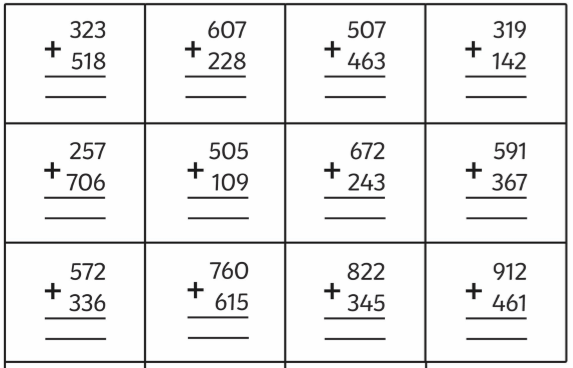 323 607 507 319
+ 518 + 228 + 463 + 142
257 505 672 591
+ 706 + 109 + 243 + 367
572 760 822 912
+ 336 + 615 + 345 + 461